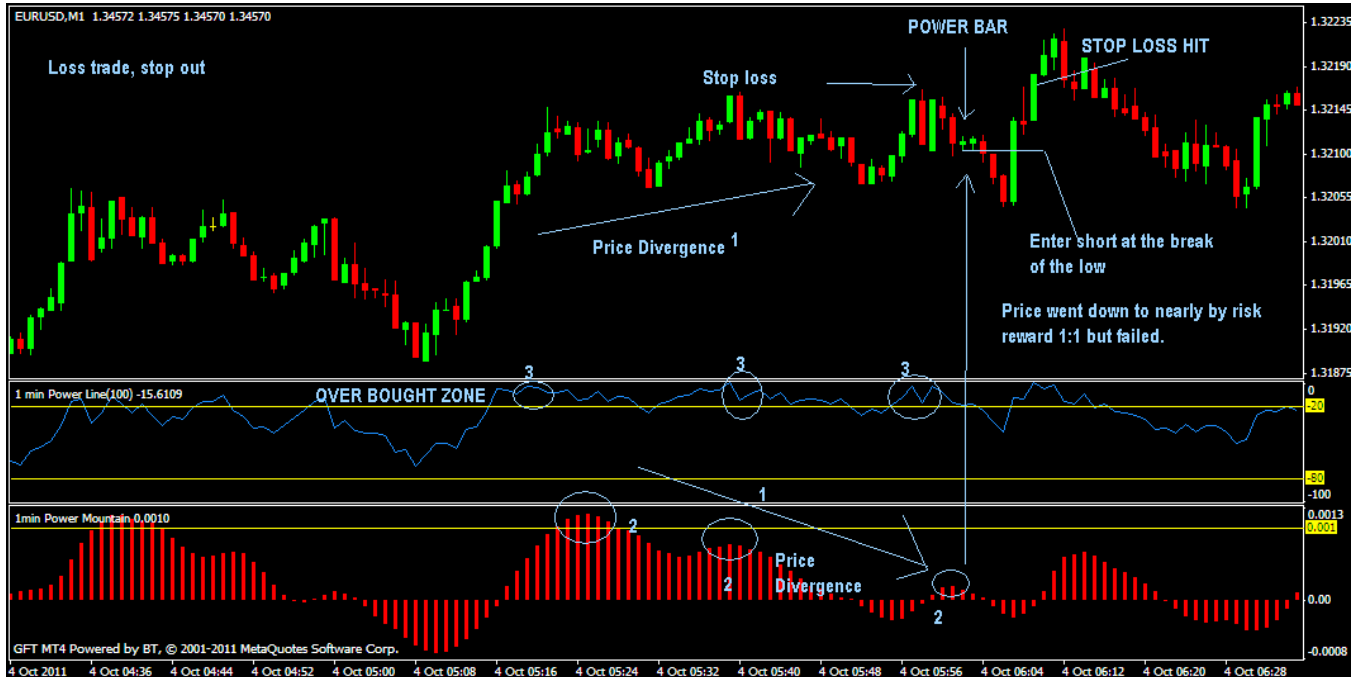 EURUSD,M1 1.34572 1.34575 1.34570 1.34570
Loss trade, stop out
POWER BAR
STOP LOSS HIT
Stop loss
Price Divergence 1
Enter short at the break
of the low
Price went down to nearly by risk
reward 1:1 but failed.
1.32235
1.32190
1.32145
1.32100
1.32055
1.32010
1.31965
1.31920
1.31875
1 min Power Line(100) -15.6109
OVER BOUGHT ZONE
3
3
3
0
-20
-80
-100
1
1min Power Mountain 0.0010
2
2
Price
Divergence
2
0.0013
0.001
0.00
-0.0008
GFT MT4 Powered by BT, © 2001-2011 MetaQuotes Software Corp.
4 Oct 2011 4 Oct 04:36 4 Oct 04:44 4 Oct 04:52 4 Oct 05:00 4 Oct 05:08 4 Oct 05:16 4 Oct 05:24 4 Oct 05:32 4 Oct 05:40 4 Oct 05:48 4 Oct 05:56 4 Oct 06:04 4 Oct 06:12 4 Oct 06:20 4 Oct 06:28